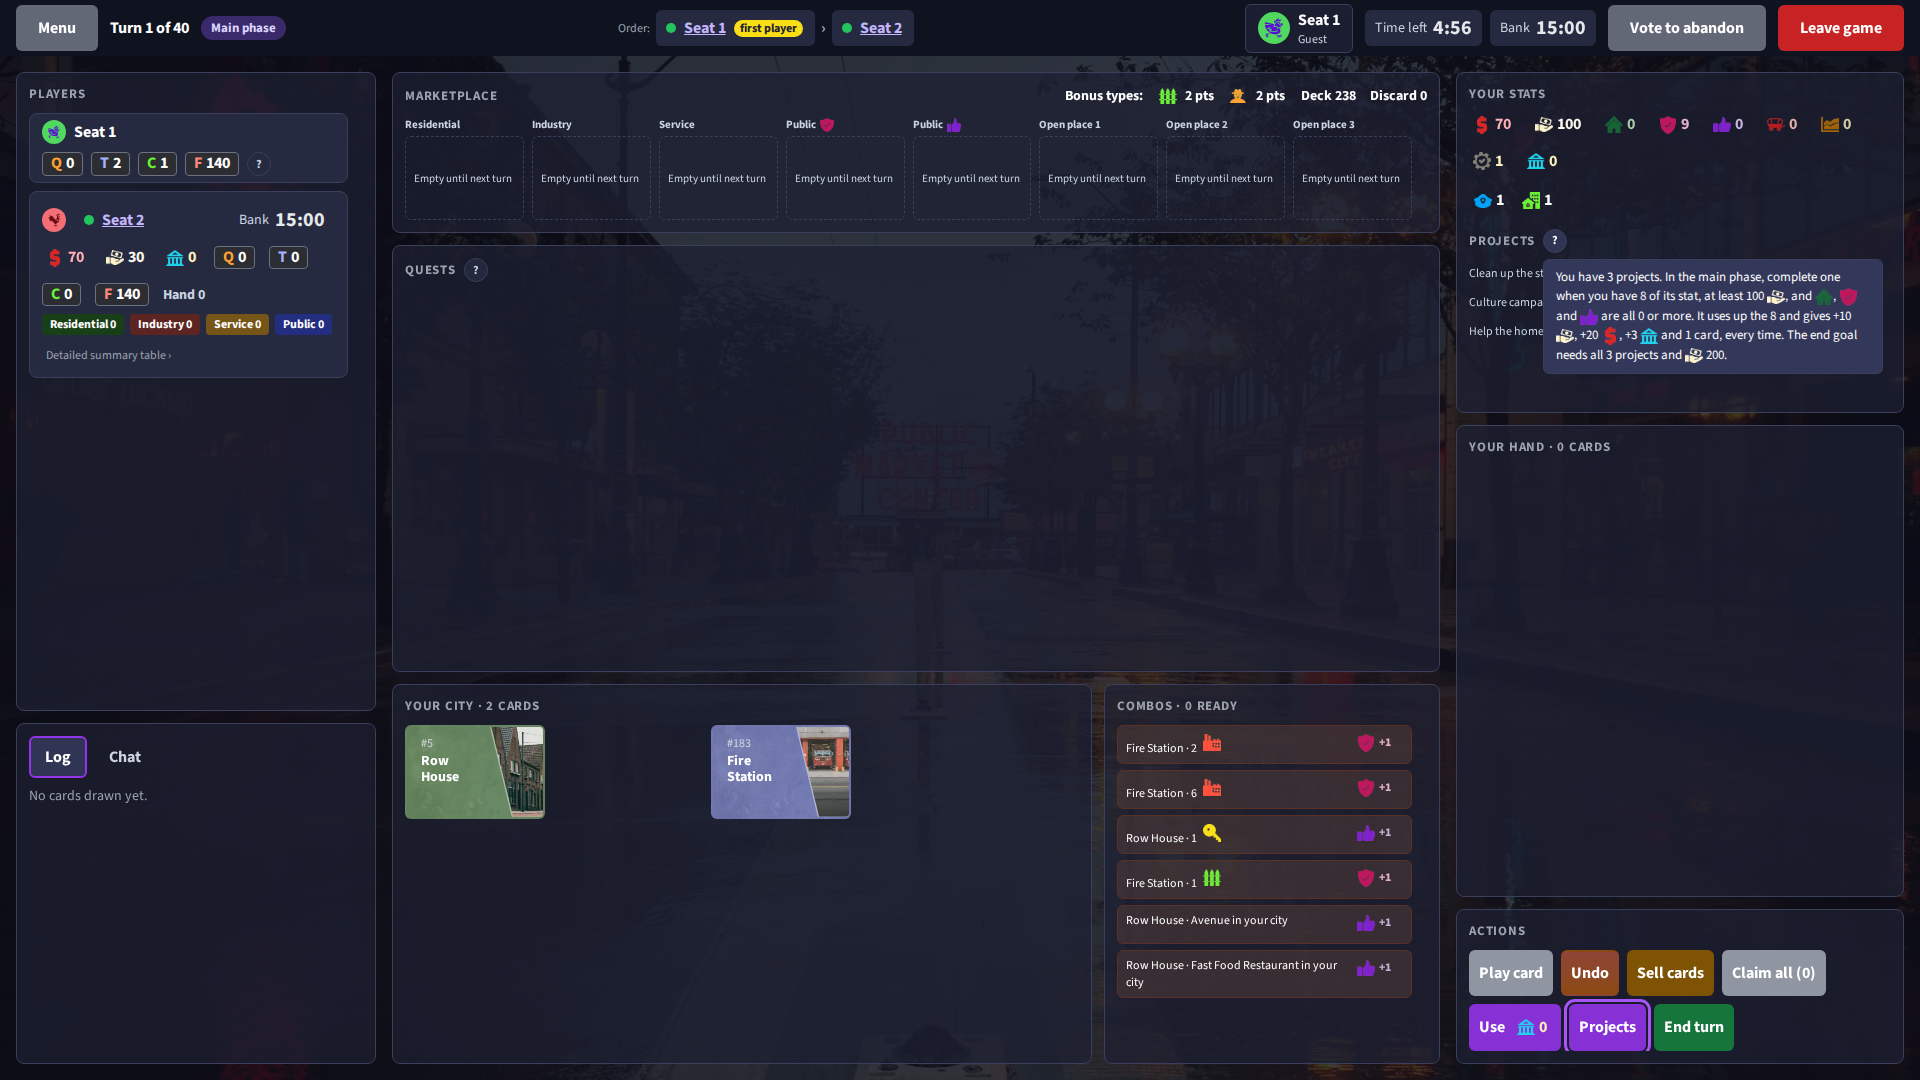 Menu
Turn 1 of 40
Main phase
Order:
Seat 1
first player
›
Seat 2
Seat 1
Guest
Time left 4:56
Bank 15:00
Vote to abandon
Leave game
PLAYERS
Seat 1
Q 0
T 2
C 1
F 140
?
Seat 2
Bank 15:00
70
30
0
Q 0
T 0
C 0
F 140
Hand 0
Residential 0
Industry 0
Service 0
Public 0
Detailed summary table ›
Log
Chat
No cards drawn yet.
MARKETPLACE
Bonus types:
2 pts
2 pts
Deck 238
Discard 0
Residential
Industry
Service
Public
Public
Open place 1
Open place 2
Open place 3
Empty until next turn
Empty until next turn
Empty until next turn
Empty until next turn
Empty until next turn
Empty until next turn
Empty until next turn
Empty until next turn
QUESTS ?
YOUR CITY · 2 CARDS
#5
Row
House
#183
Fire
Station
COMBOS · 0 READY
Fire Station · 2
+1
Fire Station · 6
+1
Row House · 1
+1
Fire Station · 1
+1
Row House · Avenue in your city
+1
Row House · Fast Food Restaurant in your
city
+1
YOUR STATS
70
100
0
9
0
0
0
1
0
1
1
PROJECTS ?
Clean up the st
Culture campa
Help the home
You have 3 projects. In the main phase, complete one
when you have 8 of its stat, at least 100 , and ,
and are all 0 or more. It uses up the 8 and gives +10
, +20 , +3 and 1 card, every time. The end goal
needs all 3 projects and 200.
YOUR HAND · 0 CARDS
ACTIONS
Play card
Undo
Sell cards
Claim all (0)
Use 0
Projects
End turn